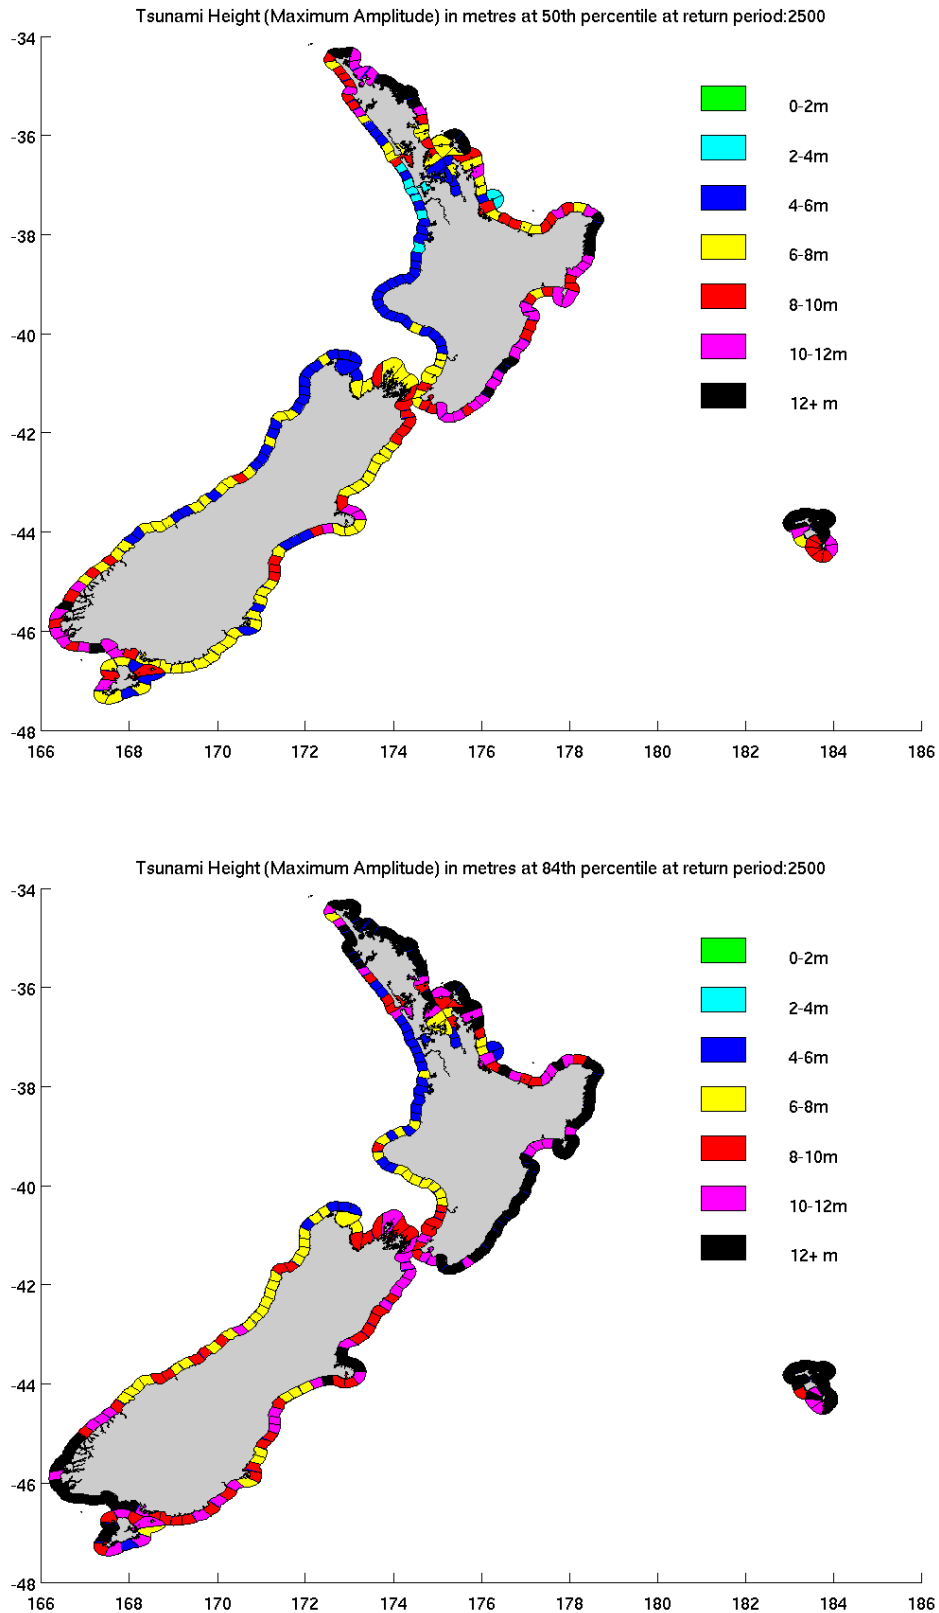 Tsunami Height (Maximum Amplitude) in metres at 50th percentile at return period:2500
-34
-36
-38
-40
-42
-44
-46
-48
0-2m
2-4m
4-6m
6-8m
8-10m
10-12m
12+ m
166 168 170 172 174 176 178 180 182 184 186
Tsunami Height (Maximum Amplitude) in metres at 84th percentile at return period:2500
-34
-36
-38
-40
-42
-44
-46
-48
0-2m
2-4m
4-6m
6-8m
8-10m
10-12m
12+ m
166 168 170 172 174 176 178 180 182 184 186